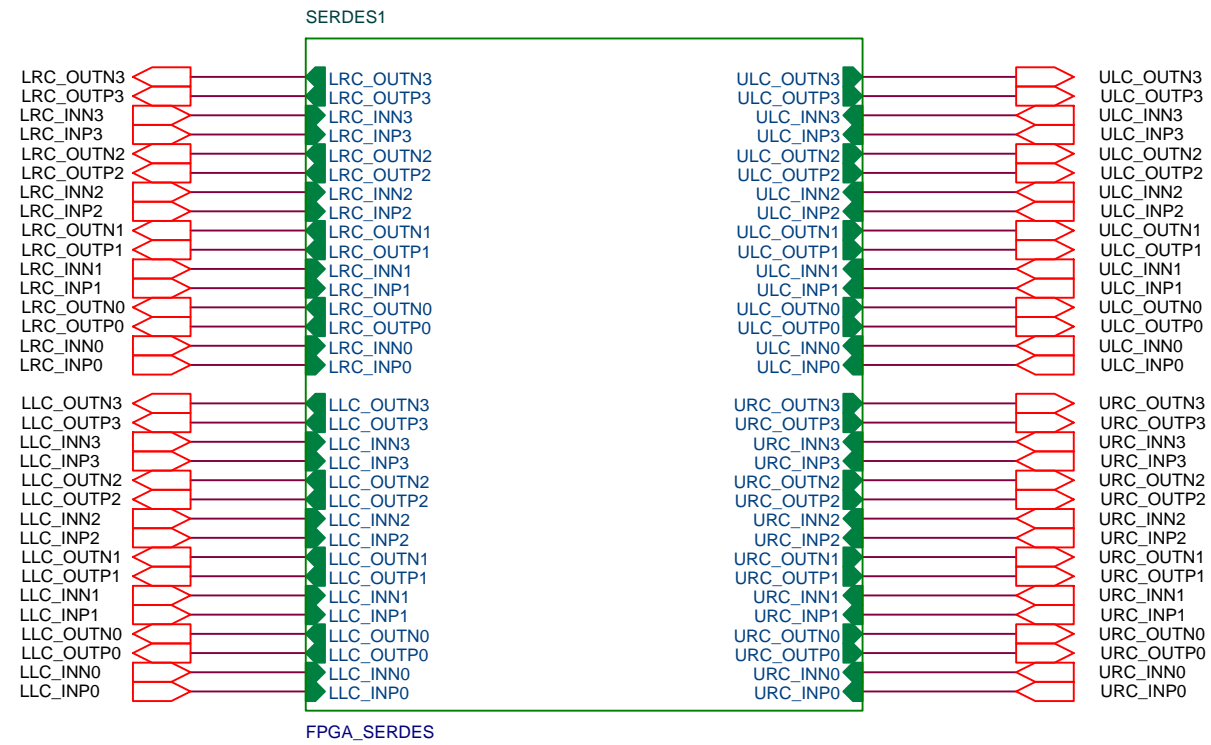 SERDES1
LRC_OUTN3 LRC_OUTN3 ULC_OUTN3 ULC_OUTN3
LRC_OUTP3 LRC_OUTP3 ULC_OUTP3 ULC_OUTP3
LRC_INN3 LRC_INN3 ULC_INN3 ULC_INN3
LRC_INP3 LRC_INP3 ULC_INP3 ULC_INP3
LRC_OUTN2 LRC_OUTN2 ULC_OUTN2 ULC_OUTN2
LRC_OUTP2 LRC_OUTP2 ULC_OUTP2 ULC_OUTP2
LRC_INN2 LRC_INN2 ULC_INN2 ULC_INN2
LRC_INP2 LRC_INP2 ULC_INP2 ULC_INP2
LRC_OUTN1 LRC_OUTN1 ULC_OUTN1 ULC_OUTN1
LRC_OUTP1 LRC_OUTP1 ULC_OUTP1 ULC_OUTP1
LRC_INN1 LRC_INN1 ULC_INN1 ULC_INN1
LRC_INP1 LRC_INP1 ULC_INP1 ULC_INP1
LRC_OUTN0 LRC_OUTN0 ULC_OUTN0 ULC_OUTN0
LRC_OUTP0 LRC_OUTP0 ULC_OUTP0 ULC_OUTP0
LRC_INN0 LRC_INN0 ULC_INN0 ULC_INN0
LRC_INP0 LRC_INP0 ULC_INP0 ULC_INP0
LLC_OUTN3 LLC_OUTN3 URC_OUTN3 URC_OUTN3
LLC_OUTP3 LLC_OUTP3 URC_OUTP3 URC_OUTP3
LLC_INN3 LLC_INN3 URC_INN3 URC_INN3
LLC_INP3 LLC_INP3 URC_INP3 URC_INP3
LLC_OUTN2 LLC_OUTN2 URC_OUTN2 URC_OUTN2
LLC_OUTP2 LLC_OUTP2 URC_OUTP2 URC_OUTP2
LLC_INN2 LLC_INN2 URC_INN2 URC_INN2
LLC_INP2 LLC_INP2 URC_INP2 URC_INP2
LLC_OUTN1 LLC_OUTN1 URC_OUTN1 URC_OUTN1
LLC_OUTP1 LLC_OUTP1 URC_OUTP1 URC_OUTP1
LLC_INN1 LLC_INN1 URC_INN1 URC_INN1
LLC_INP1 LLC_INP1 URC_INP1 URC_INP1
LLC_OUTN0 LLC_OUTN0 URC_OUTN0 URC_OUTN0
LLC_OUTP0 LLC_OUTP0 URC_OUTP0 URC_OUTP0
LLC_INN0 LLC_INN0 URC_INN0 URC_INN0
LLC_INP0 LLC_INP0 URC_INP0 URC_INP0
FPGA_SERDES